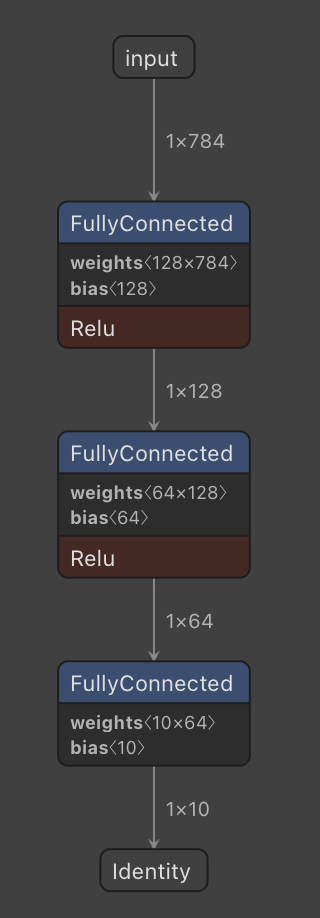 input
1×784
FullyConnected
weights〈128×784〉
bias〈128〉
Relu
1×128
FullyConnected
weights〈64×128〉
bias〈64〉
Relu
1×64
FullyConnected
weights〈10×64〉
bias〈10〉
1×10
Identity